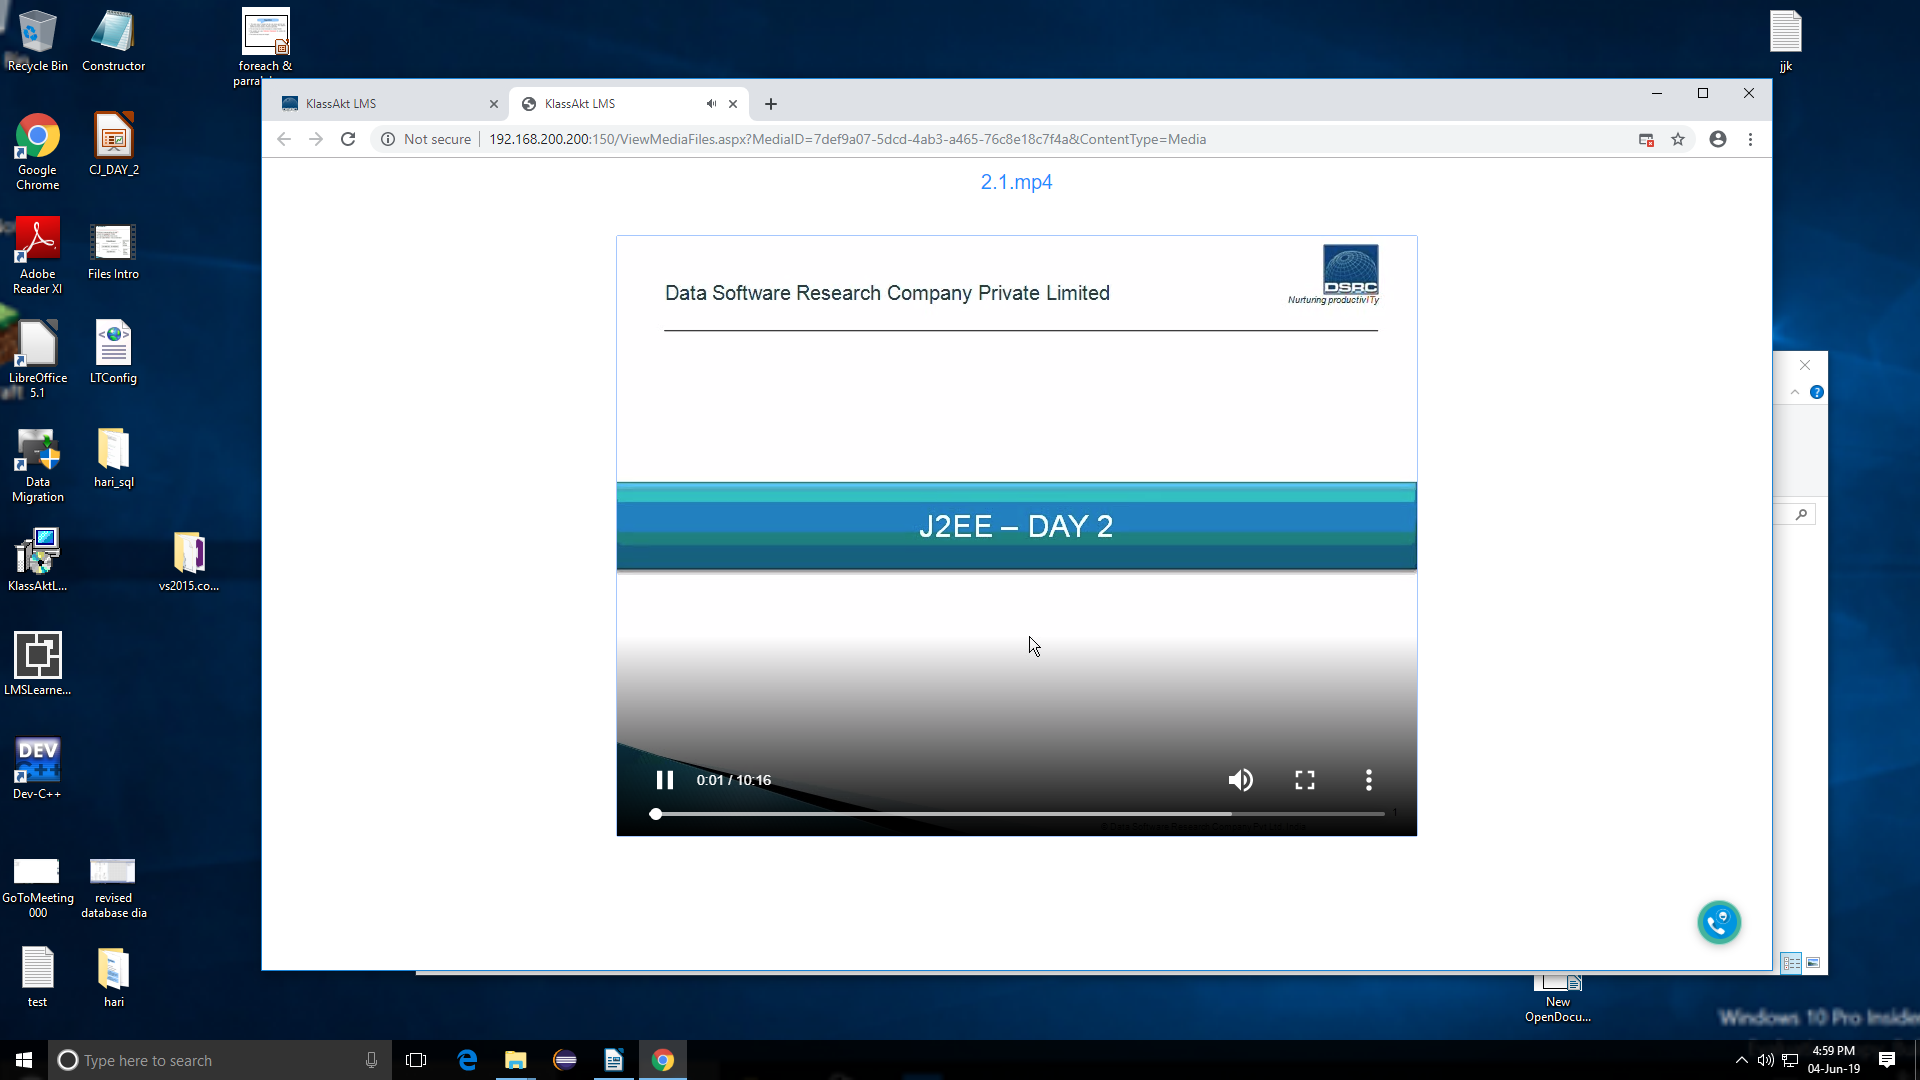 Recycle Bin
Constructor
foreach &
jjk
KlassAkt LMS
KlassAkt LMS
Not secure
192.168.200.200:150/ViewMediaFiles.aspx?MediaID=7def9a07-5dcd-4ab3-a465-76c8e18c7f4a&ContentType=Media
Google
Chrome
CJ_DAY_2
2.1.mp4
Adobe
Reader XI
Files Intro
Data Software Research Company Private Limited
DSRC
Nurturing productivITy
LibreOffice
5.1
LTConfig
Data
Migration
hari_sql
J2EE – DAY 2
KlassAktL...
vs2015.co...
LMSLearne...
DEV
C++
Dev-C++
0:01 / 10:16
1
GoToMeeting
000
revised
database dia
test
hari
New
OpenDocu...
Windows 10 Pro Insider
Type here to search
4:59 PM
04-Jun-19